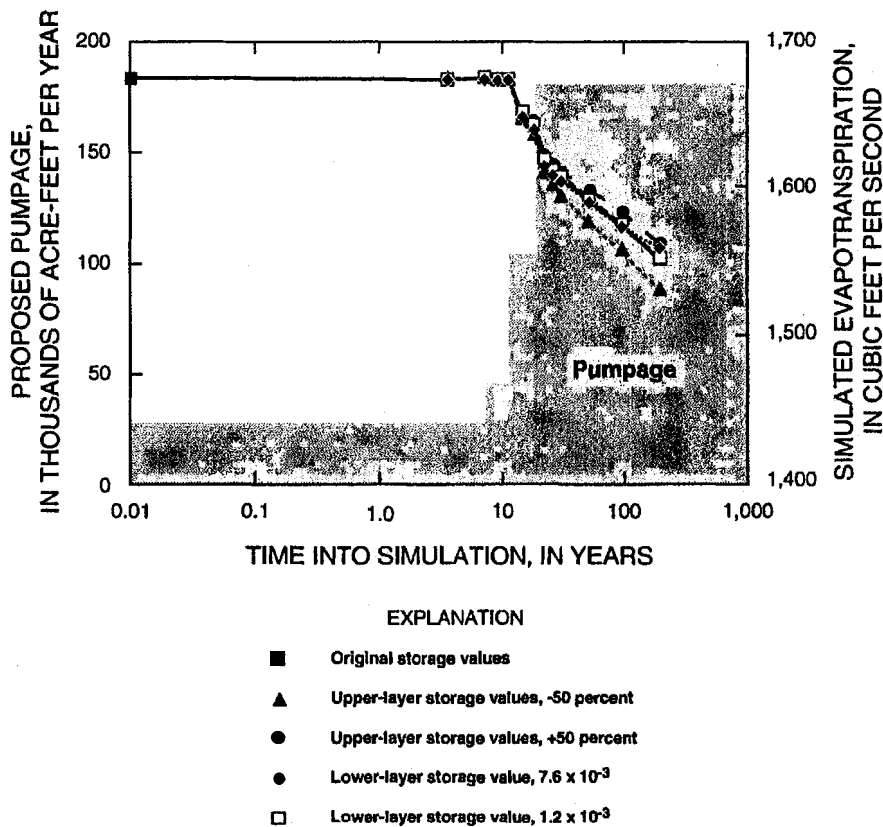 PROPOSED PUMPAGE,
IN THOUSANDS OF ACRE-FEET PER YEAR
200
150
100
50
0
1,700
1,600
1,500
1,400
SIMULATED EVAPOTRANSPIRATION,
IN CUBIC FEET PER SECOND
Pumpage
0.01 0.1 1.0 10 100 1,000
TIME INTO SIMULATION, IN YEARS
EXPLANATION
Original storage values
Upper-layer storage values, -50 percent
Upper-layer storage values, +50 percent
Lower-layer storage value, 7.6 x 10-3
Lower-layer storage value, 1.2 x 10-3